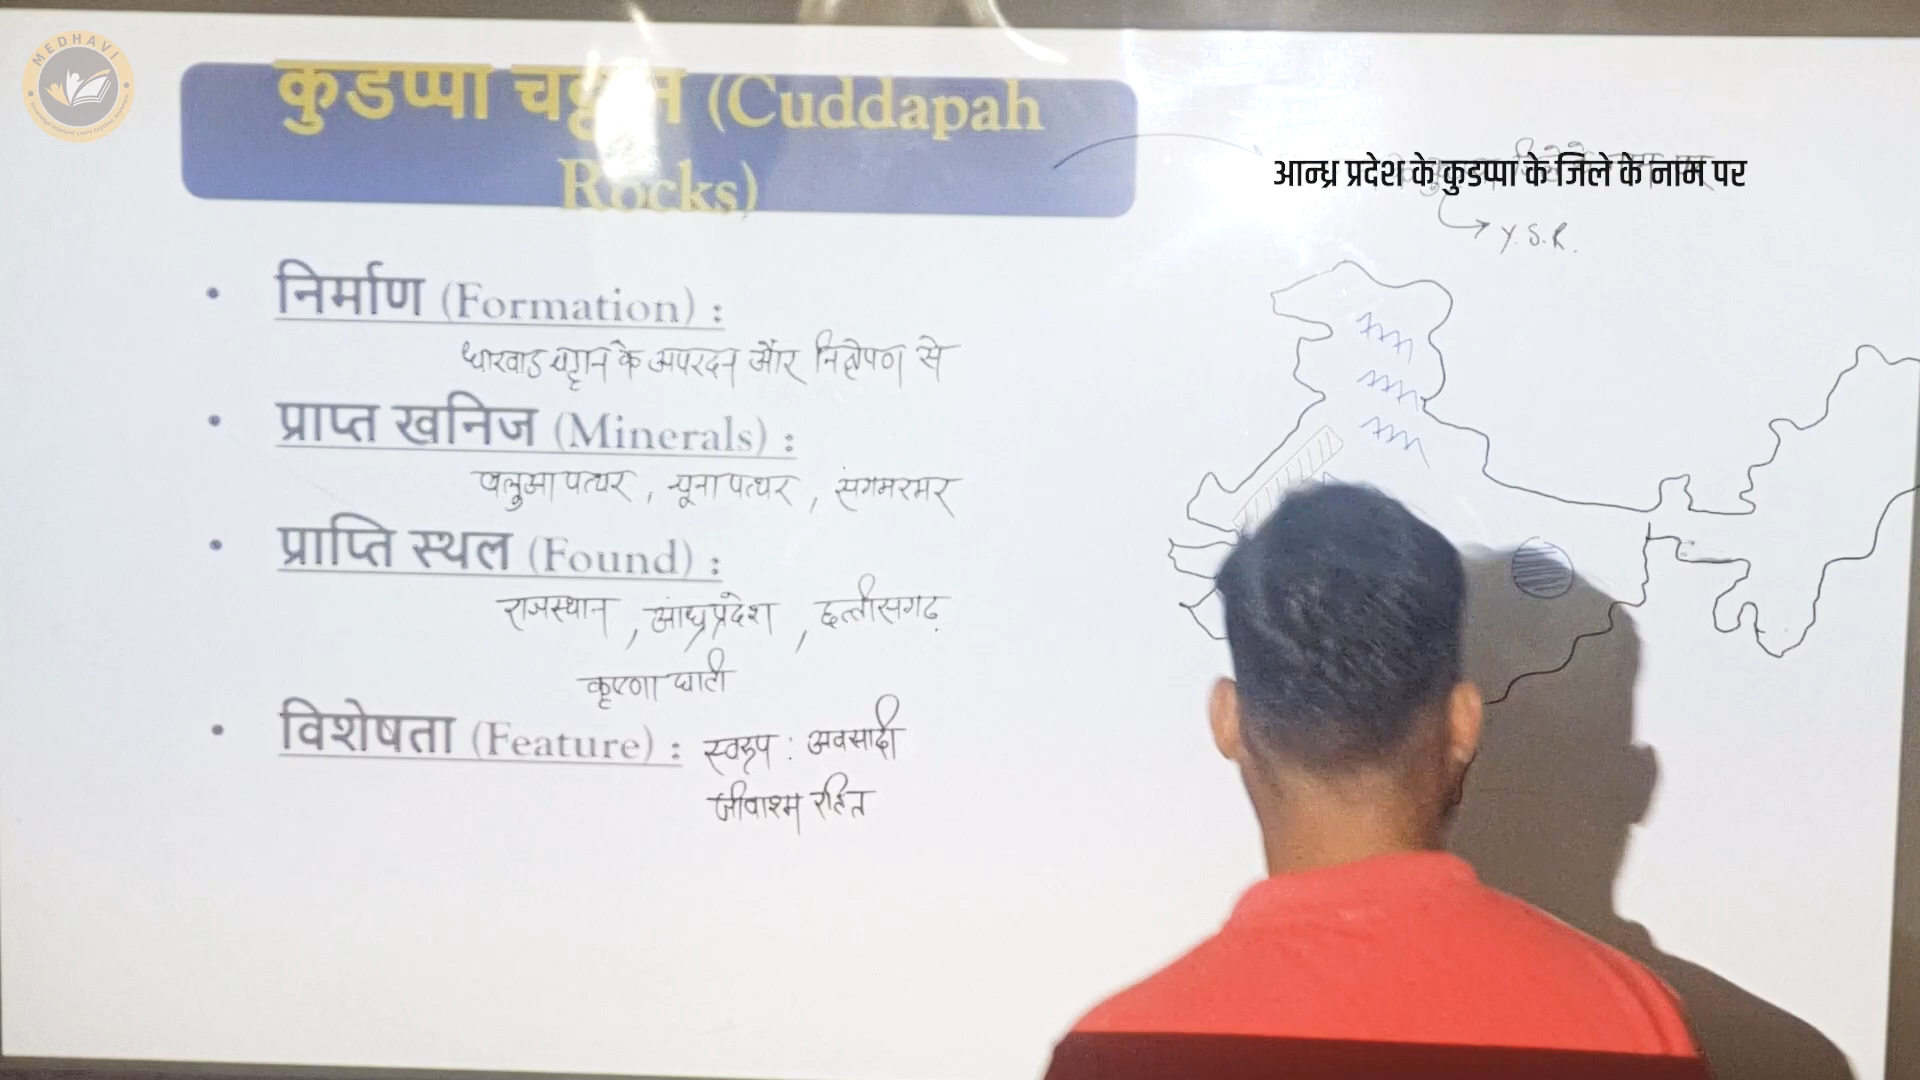 MEDHAVI
कुडप्पा चट्टान (Cuddapah
Rocks)
आन्ध्र प्रदेश के कुडप्पा के जिले के नाम पर
→ Y.S.R.
• निर्माण (Formation) :
धारवाड चट्टान के अपरदन और निक्षेपण से
• प्राप्त खनिज (Minerals) :
बलुआ पत्थर , चूना पत्थर , संगमरमर
• प्राप्ति स्थल (Found) :
राजस्थान , आंध्रप्रदेश , छत्तीसगढ़
कृष्णा घाटी
• विशेषता (Feature) : स्वरूप : अवसादी
जीवाश्म रहित